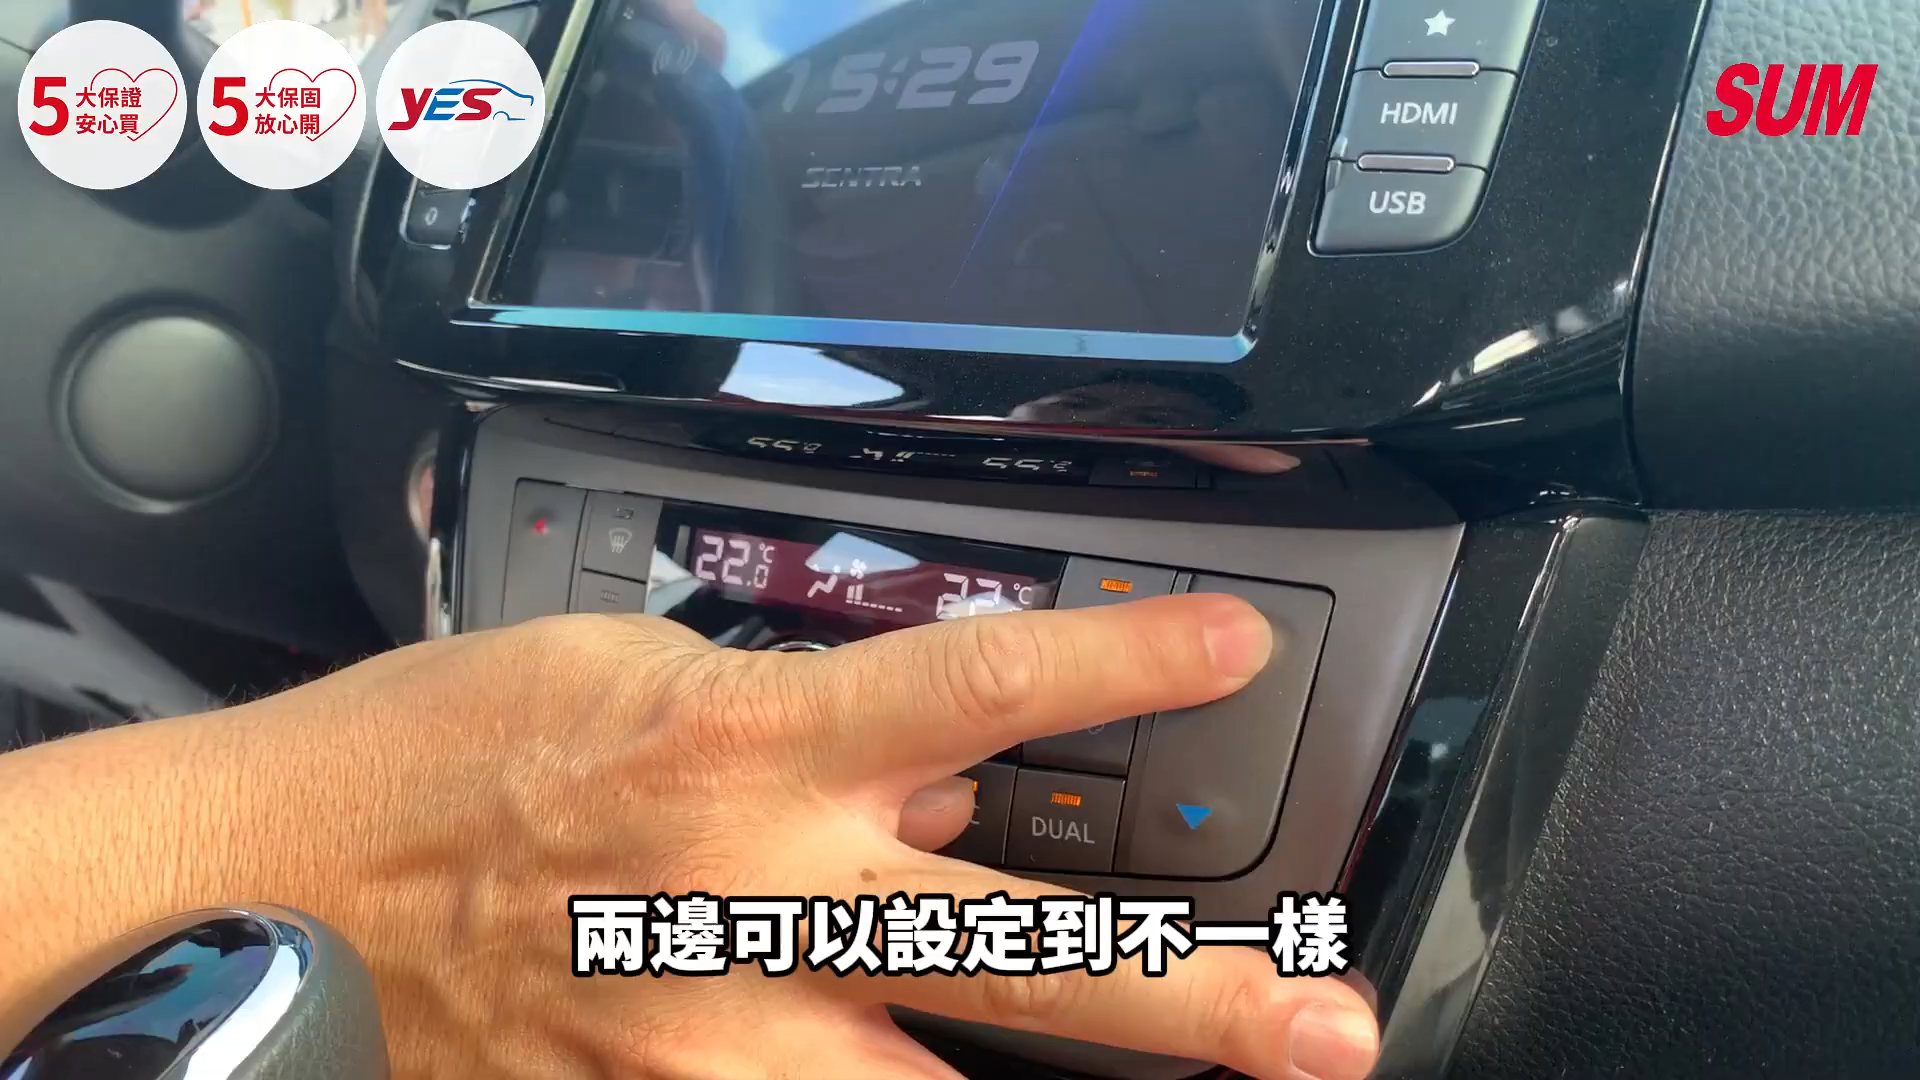 5大保證
安心買
5大保固
放心開
YES
SUM
15:29
SENTRA
HDMI
USB
22.0°C
22°C
DUAL
兩邊可以設定到不一樣